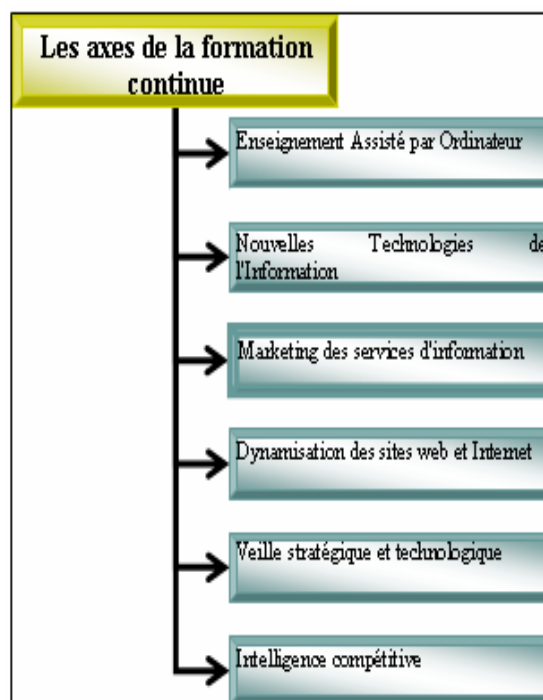 Les axes de la formation
continue
Enseignement Assisté par Ordinateur
Nouvelles Technologies de
l'Information
Marketing des services d'information
Dynamisation des sites web et Internet
Veille stratégique et technologique
Intelligence compétitive